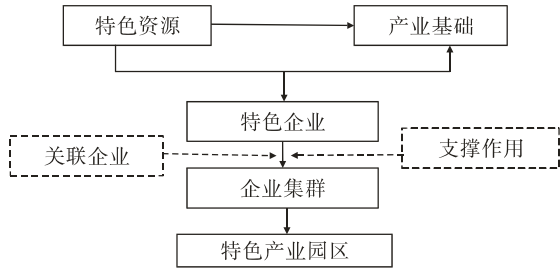 特色资源
产业基础
特色企业
关联企业
支撑作用
企业集群
特色产业园区